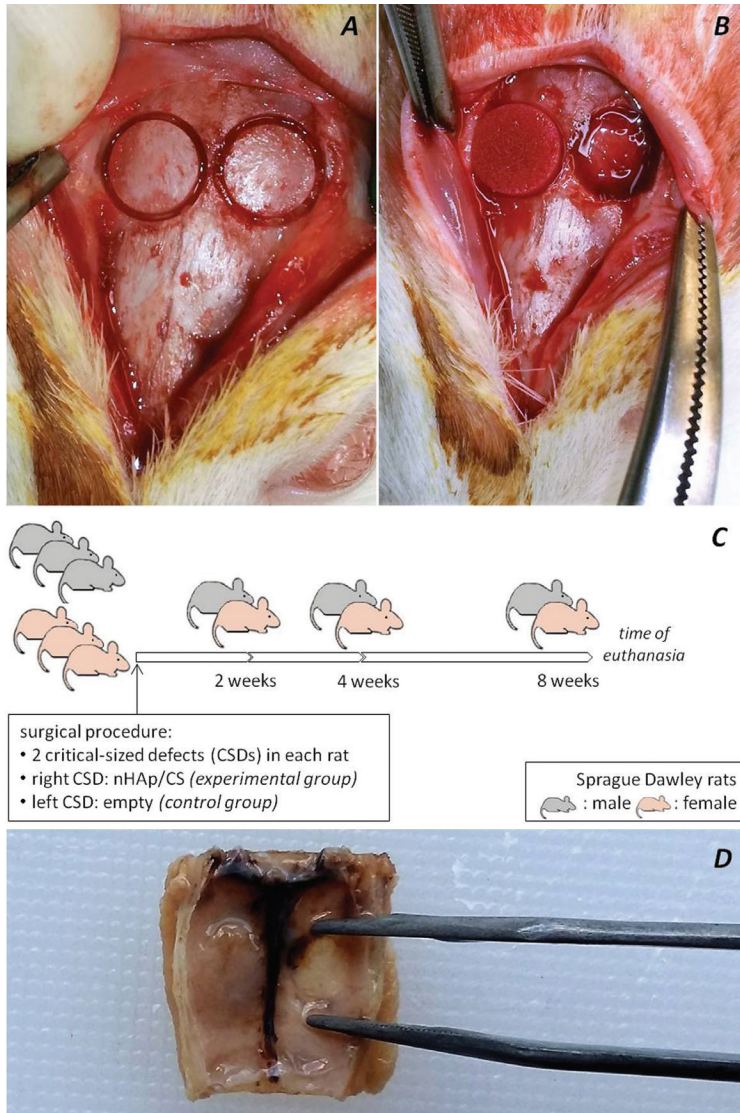 A
B
C
time of
euthanasia
2 weeks
4 weeks
8 weeks
surgical procedure:
• 2 critical-sized defects (CSDs) in each rat
• right CSD: nHAp/CS (experimental group)
• left CSD: empty (control group)
Sprague Dawley rats
: male : female
D